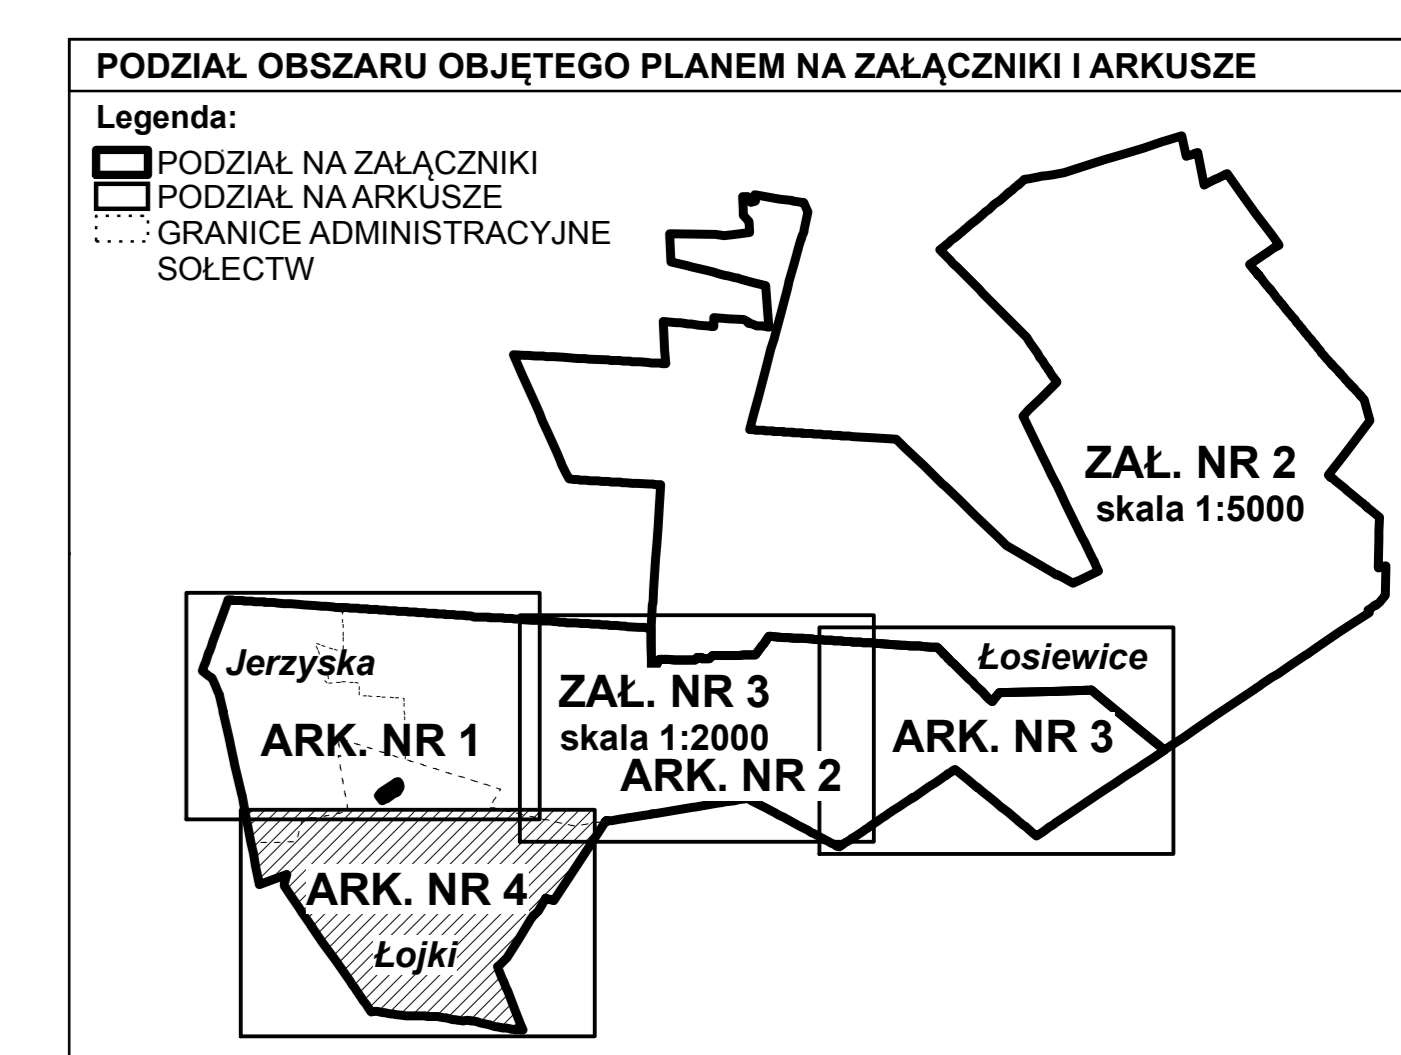 PODZIAŁ OBSZARU OBJĘTEGO PLANEM NA ZAŁĄCZNIKI I ARKUSZE
Legenda:
PODZIAŁ NA ZAŁĄCZNIKI
PODZIAŁ NA ARKUSZE
GRANICE ADMINISTRACYJNE
SOŁECTW
ZAŁ. NR 2
skala 1:5000
Jerzyska
Łosiewice
ZAŁ. NR 3
skala 1:2000
ARK. NR 1
ARK. NR 2
ARK. NR 3
ARK. NR 4
Łojki